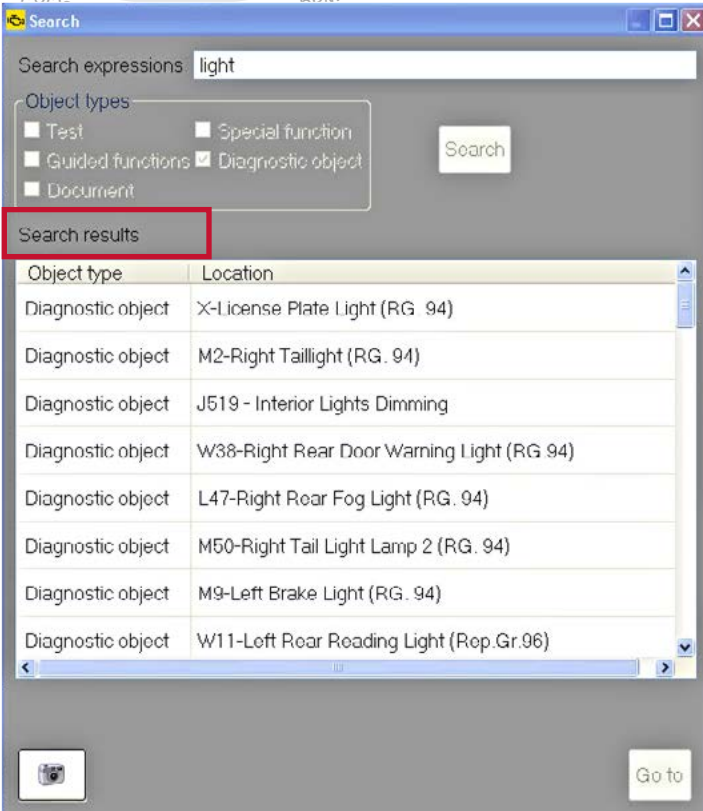 Search
Search expressions light
Object types
Test Special function
Guided functions Diagnostic object
Document
Search
Search results
Object type Location
Diagnostic object X-License Plate Light (RG. 94)
Diagnostic object M2-Right Taillight (RG. 94)
Diagnostic object J519 - Interior Lights Dimming
Diagnostic object W38-Right Rear Door Warning Light (RG.94)
Diagnostic object L47-Right Rear Fog Light (RG. 94)
Diagnostic object M50-Right Tail Light Lamp 2 (RG. 94)
Diagnostic object M9-Left Brake Light (RG. 94)
Diagnostic object W11-Left Rear Reading Light (Rep.Gr.96)
Go to